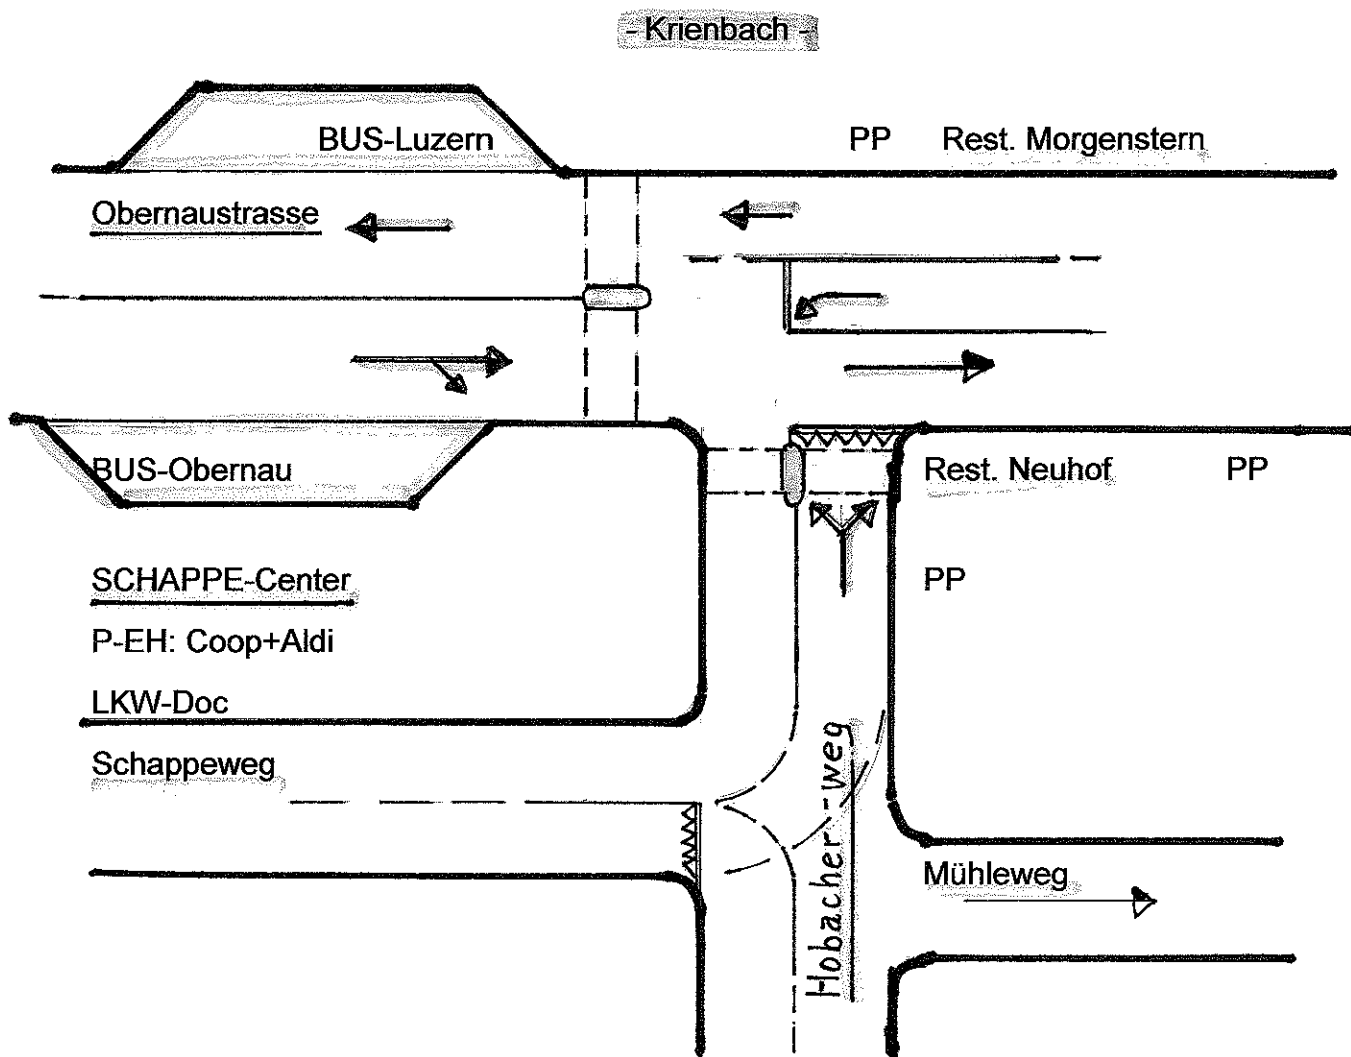 - Krienbach -
BUS-Luzern
PP Rest. Morgenstern
Obernaustrasse
BUS-Obernau
Rest. Neuhof PP
SCHAPPE-Center
PP
P-EH: Coop+Aldi
LKW-Doc
Schappeweg
Hobacher-weg
Mühleweg